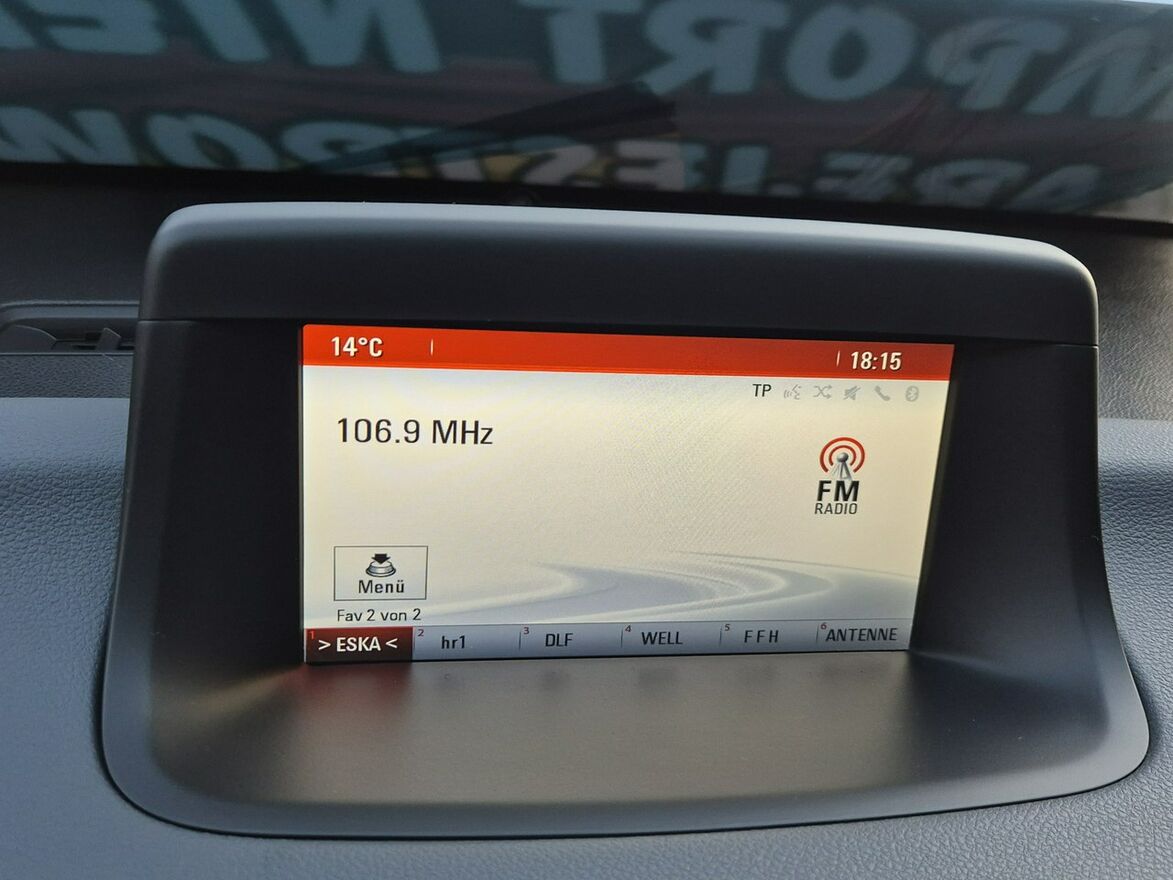 14°C 18:15
TP
106.9 MHz
FM
RADIO
Menü
Fav 2 von 2
1 > ESKA < 2 hr1 3 DLF 4 WELL 5 FFH 6 ANTENNE